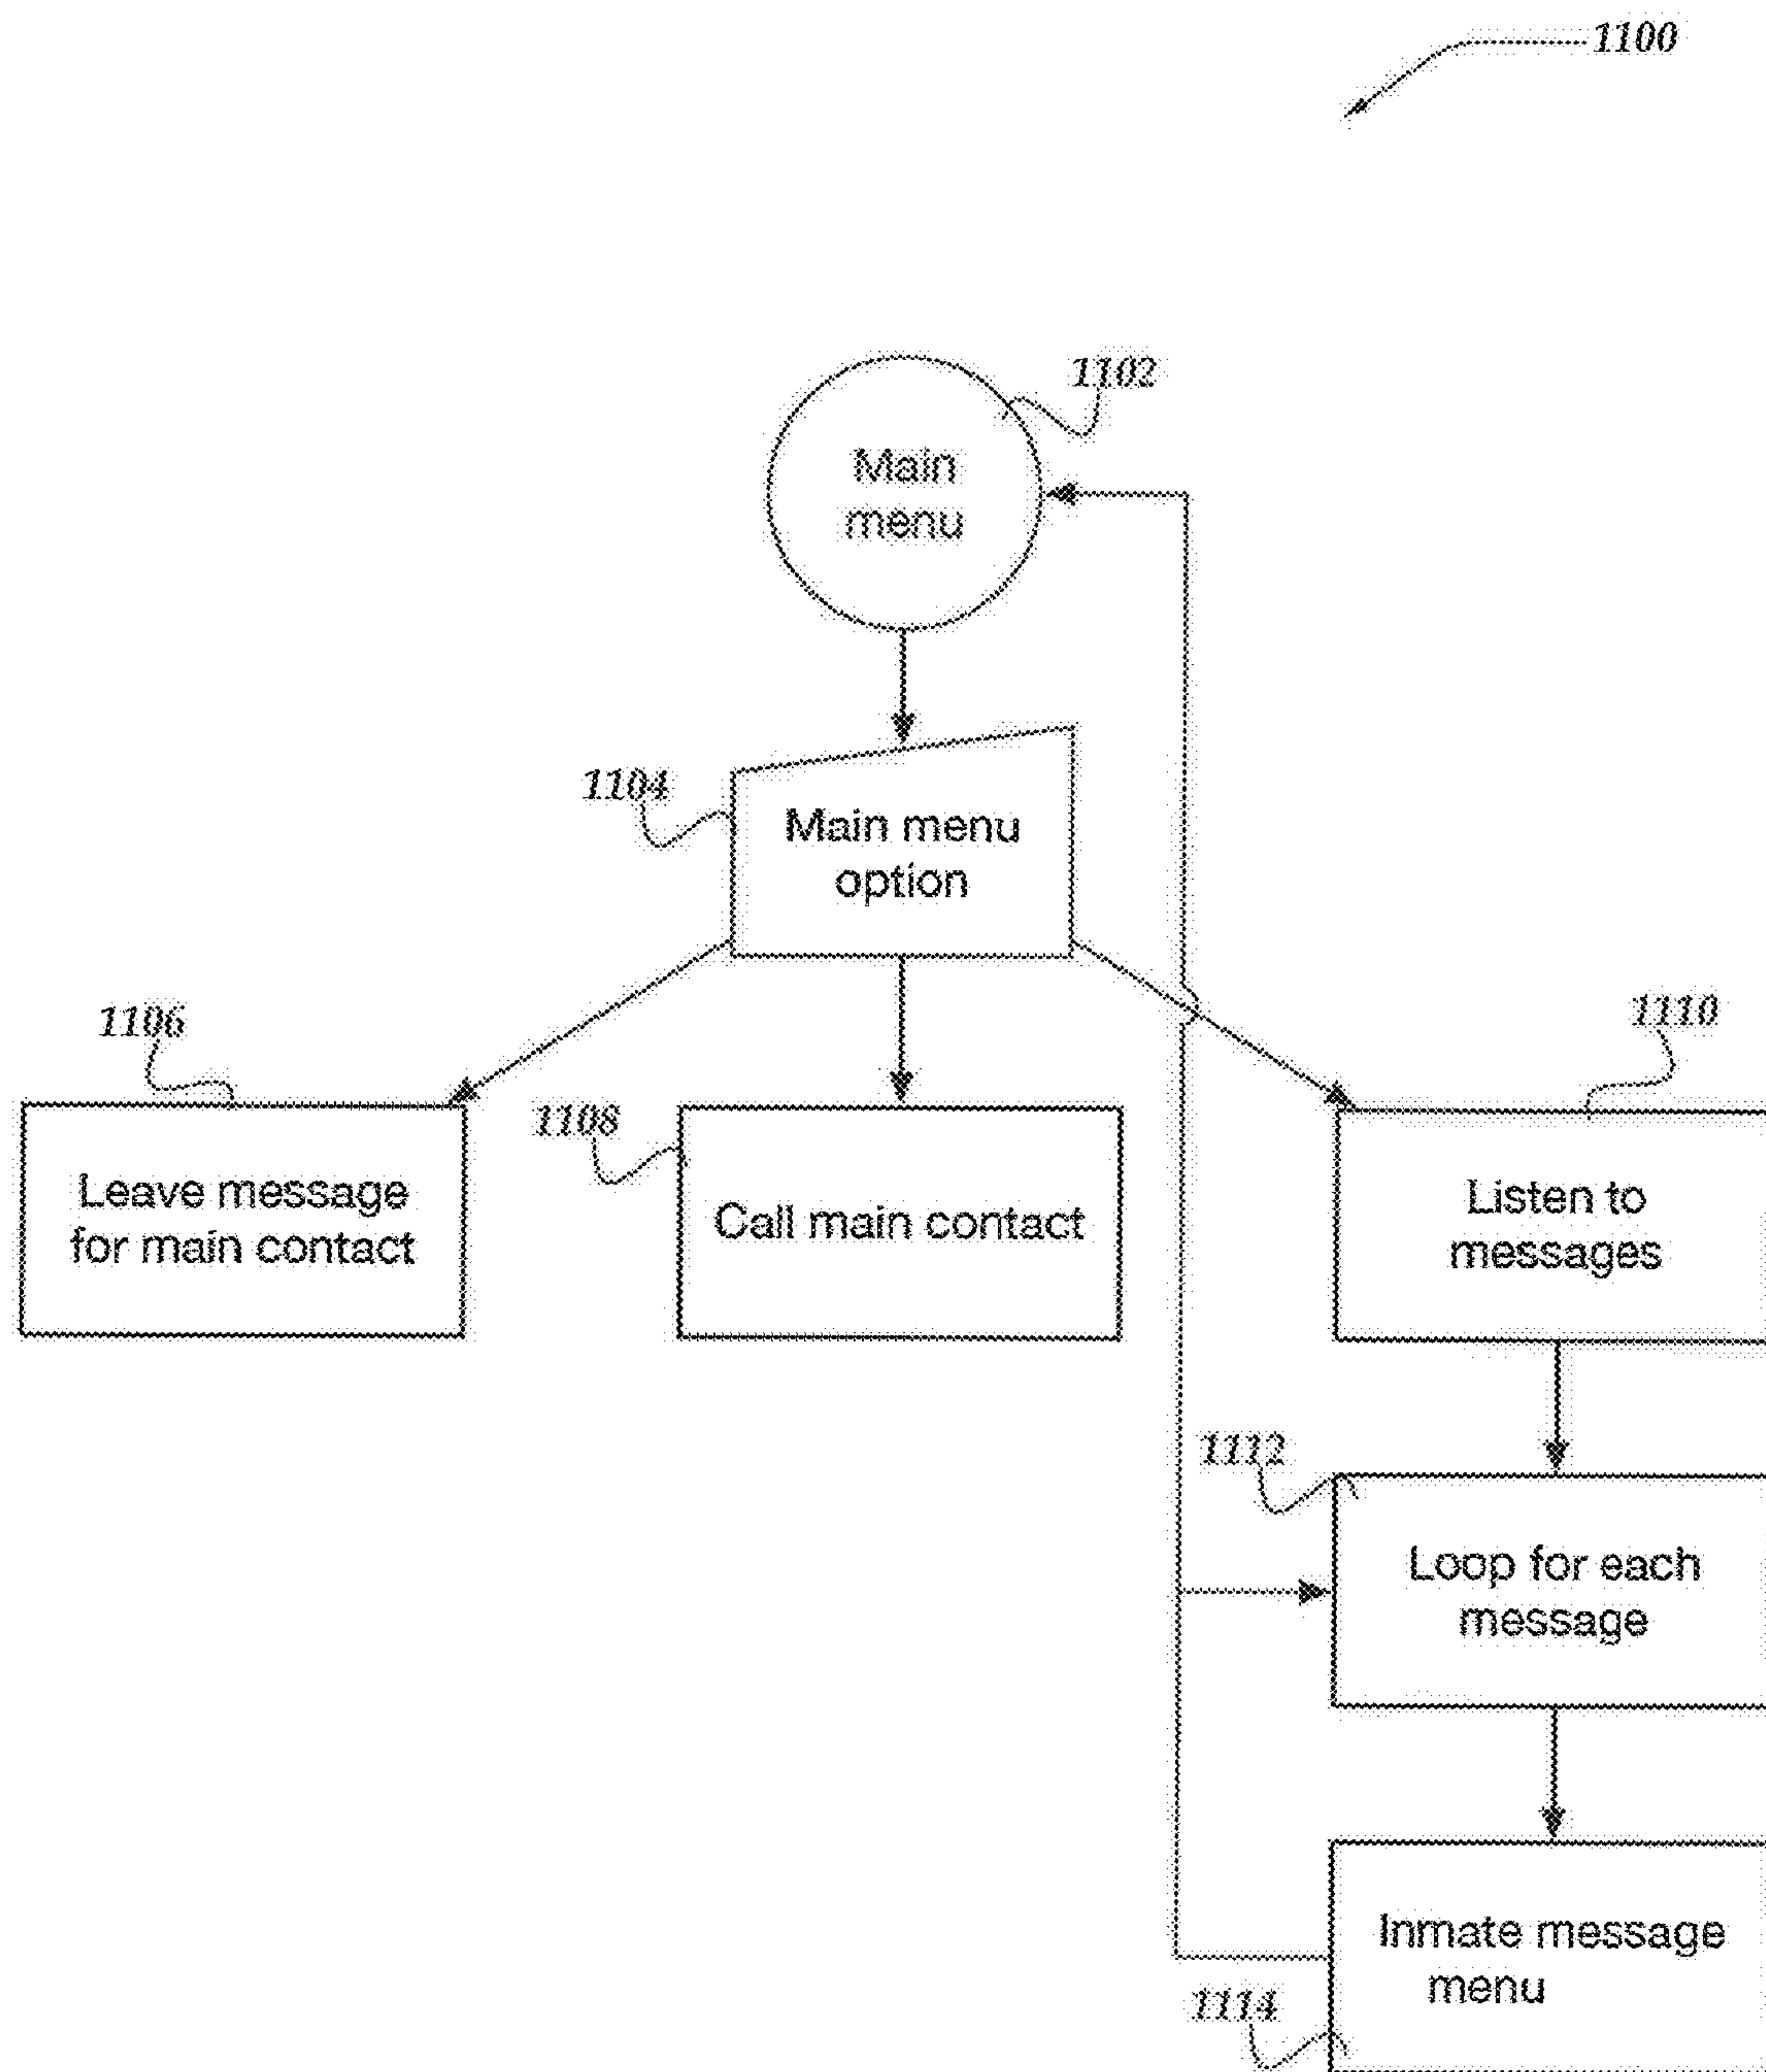 1100
1102
Main
menu
1104
Main menu
option
1106
Leave message
for main contact
1108
Call main contact
1110
Listen to
messages
1112
Loop for each
message
Inmate message
menu
1114